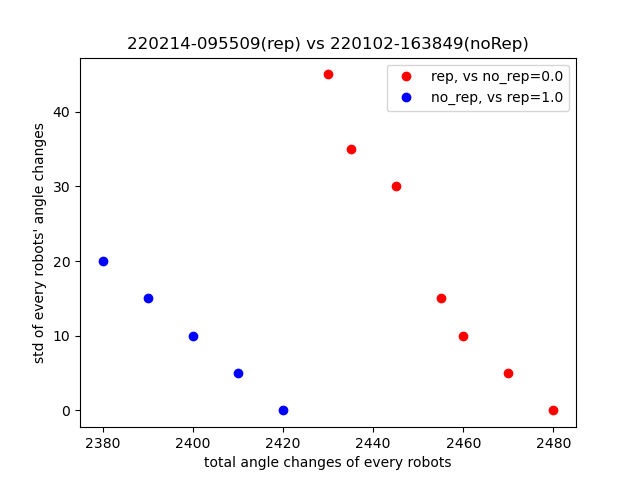 220214-095509(rep) vs 220102-163849(noRep)
rep, vs no_rep=0.0
no_rep, vs rep=1.0
40
30
20
10
0
std of every robots' angle changes
2380 2400 2420 2440 2460 2480
total angle changes of every robots